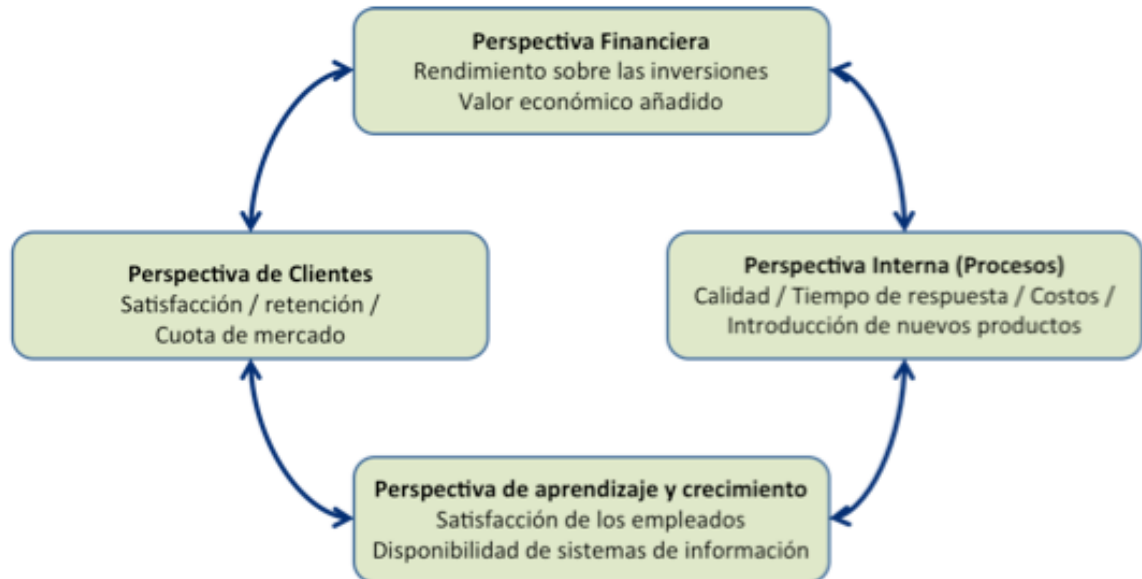 Perspectiva Financiera
Rendimiento sobre las inversiones
Valor económico añadido
Perspectiva de Clientes
Satisfacción / retención /
Cuota de mercado
Perspectiva Interna (Procesos)
Calidad / Tiempo de respuesta / Costos /
Introducción de nuevos productos
Perspectiva de aprendizaje y crecimiento
Satisfacción de los empleados
Disponibilidad de sistemas de información